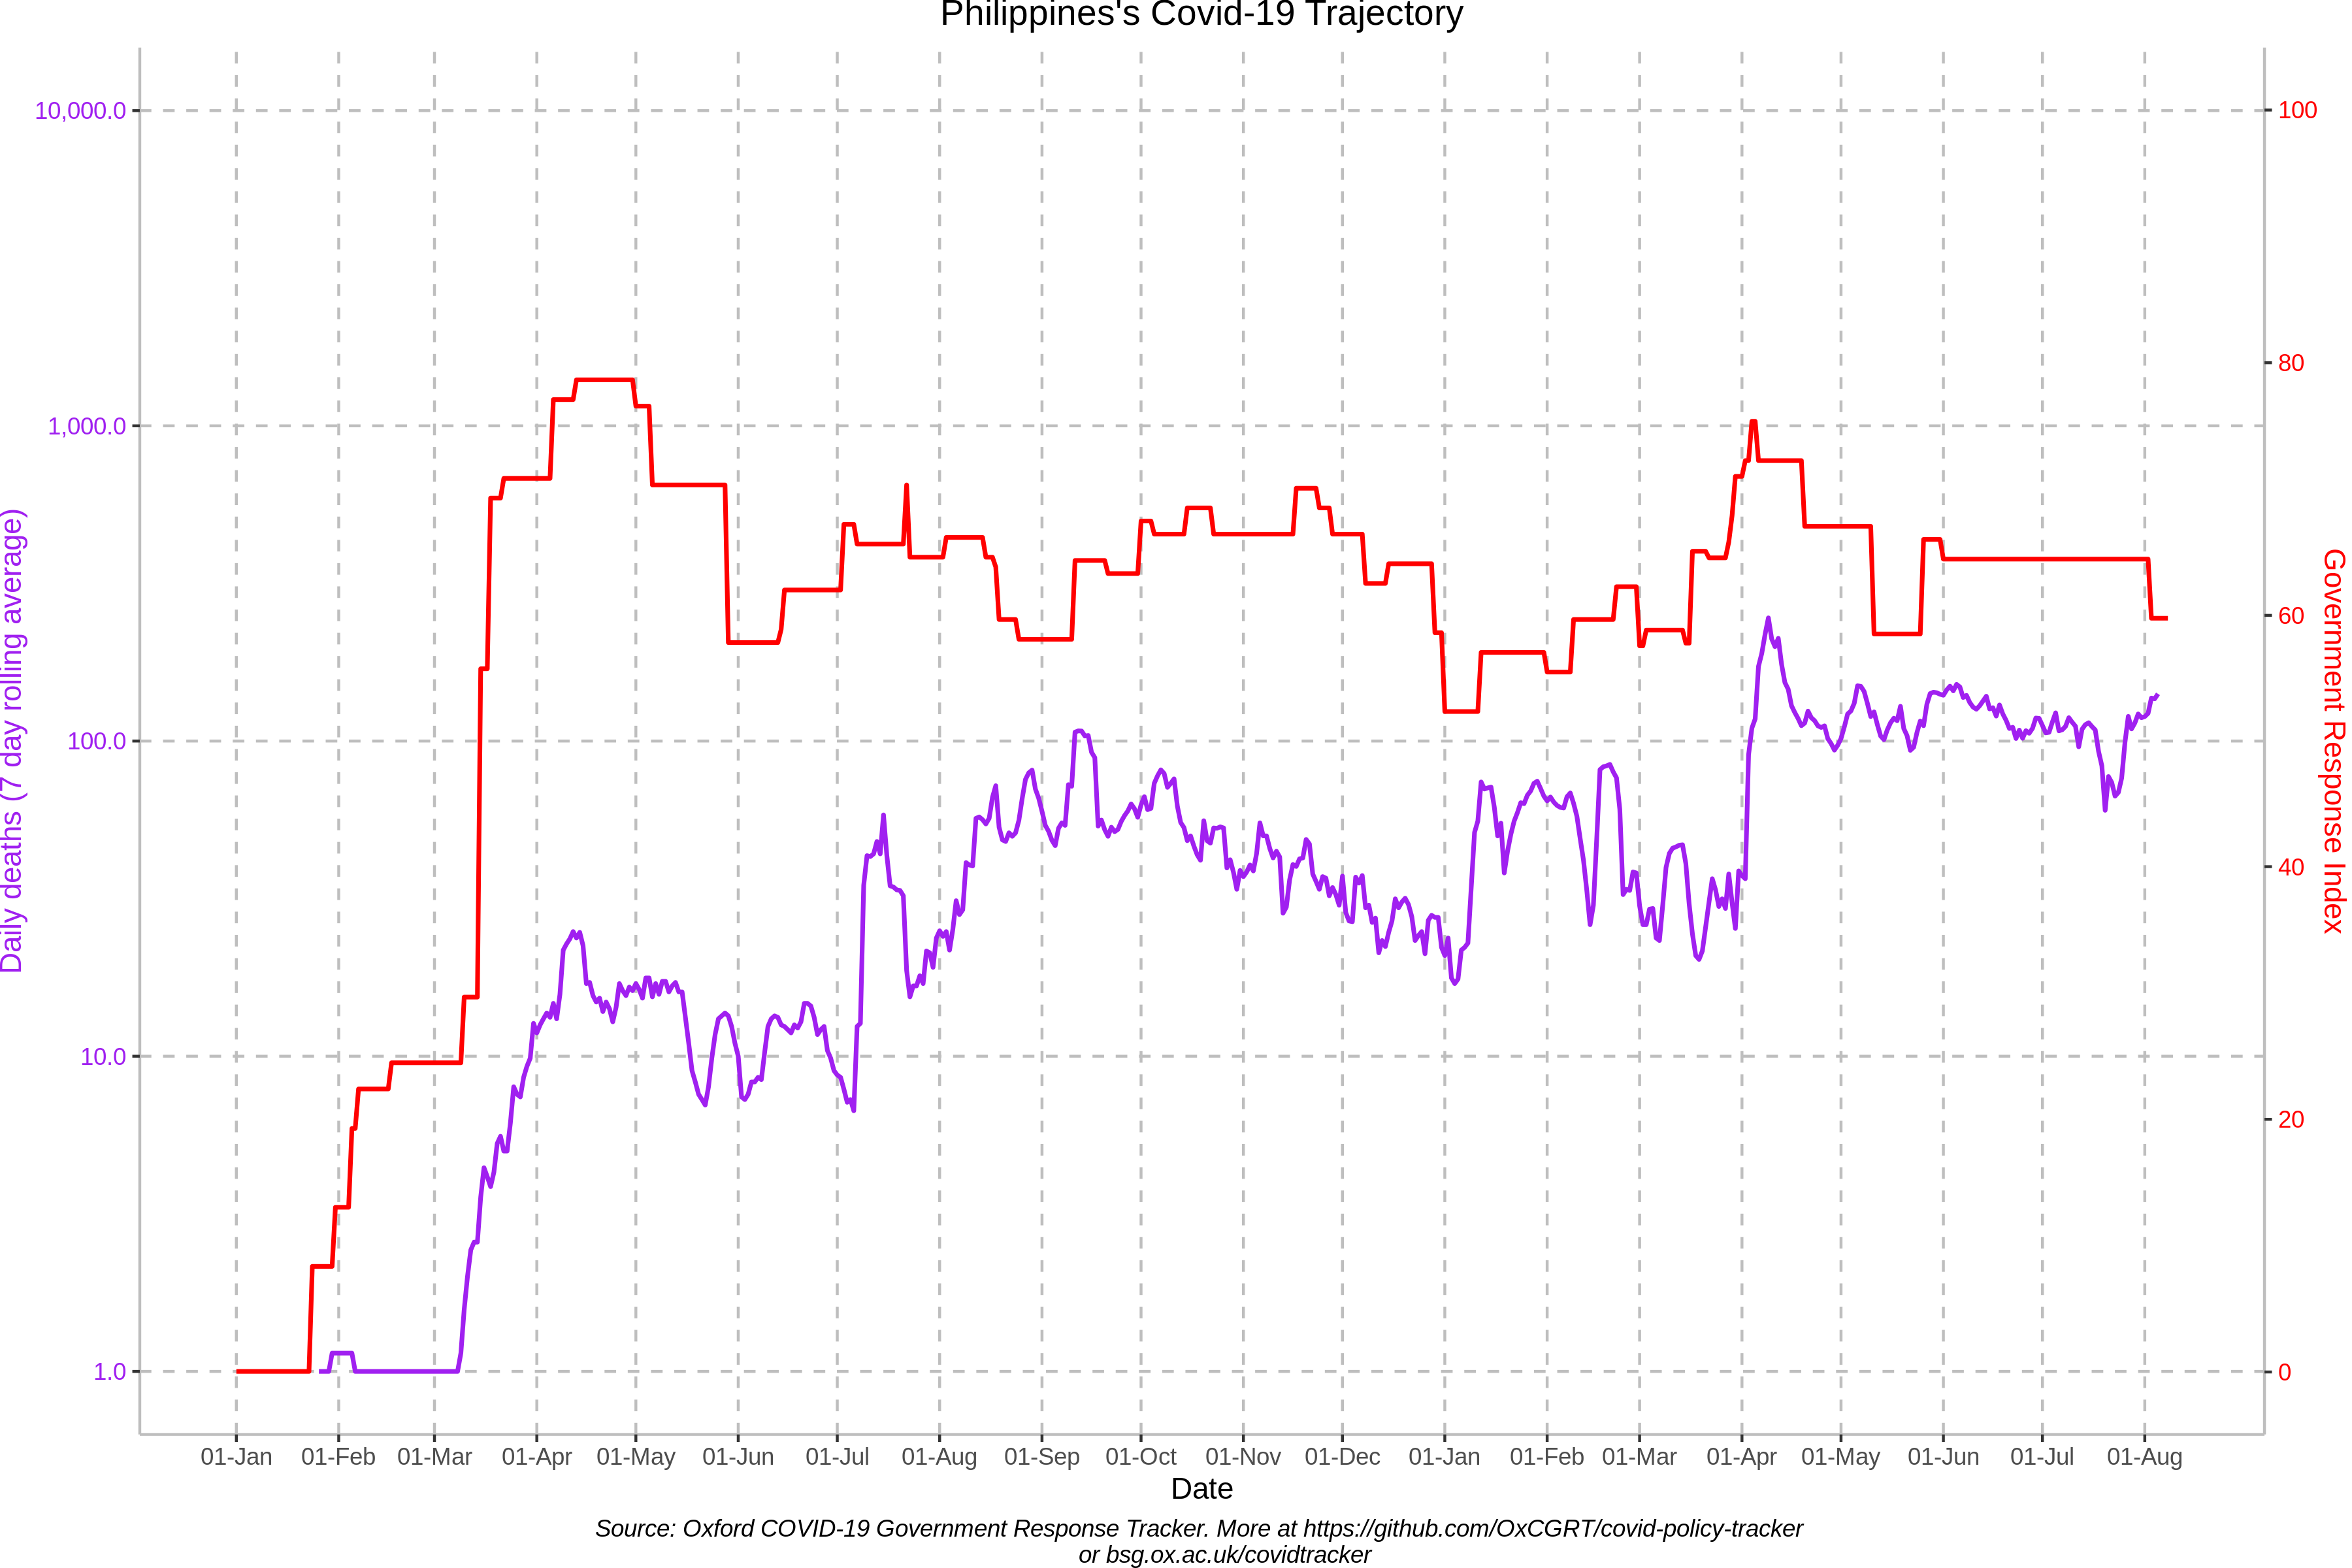 Philippines's Covid-19 Trajectory
10,000.0
1,000.0
100.0
10.0
1.0
Daily deaths (7 day rolling average)
100
80
60
40
20
0
Government Response Index
01-Jan 01-Feb 01-Mar 01-Apr 01-May 01-Jun 01-Jul 01-Aug 01-Sep 01-Oct 01-Nov 01-Dec 01-Jan 01-Feb 01-Mar 01-Apr 01-May 01-Jun 01-Jul 01-Aug
Date
Source: Oxford COVID-19 Government Response Tracker. More at https://github.com/OxCGRT/covid-policy-tracker
or bsg.ox.ac.uk/covidtracker